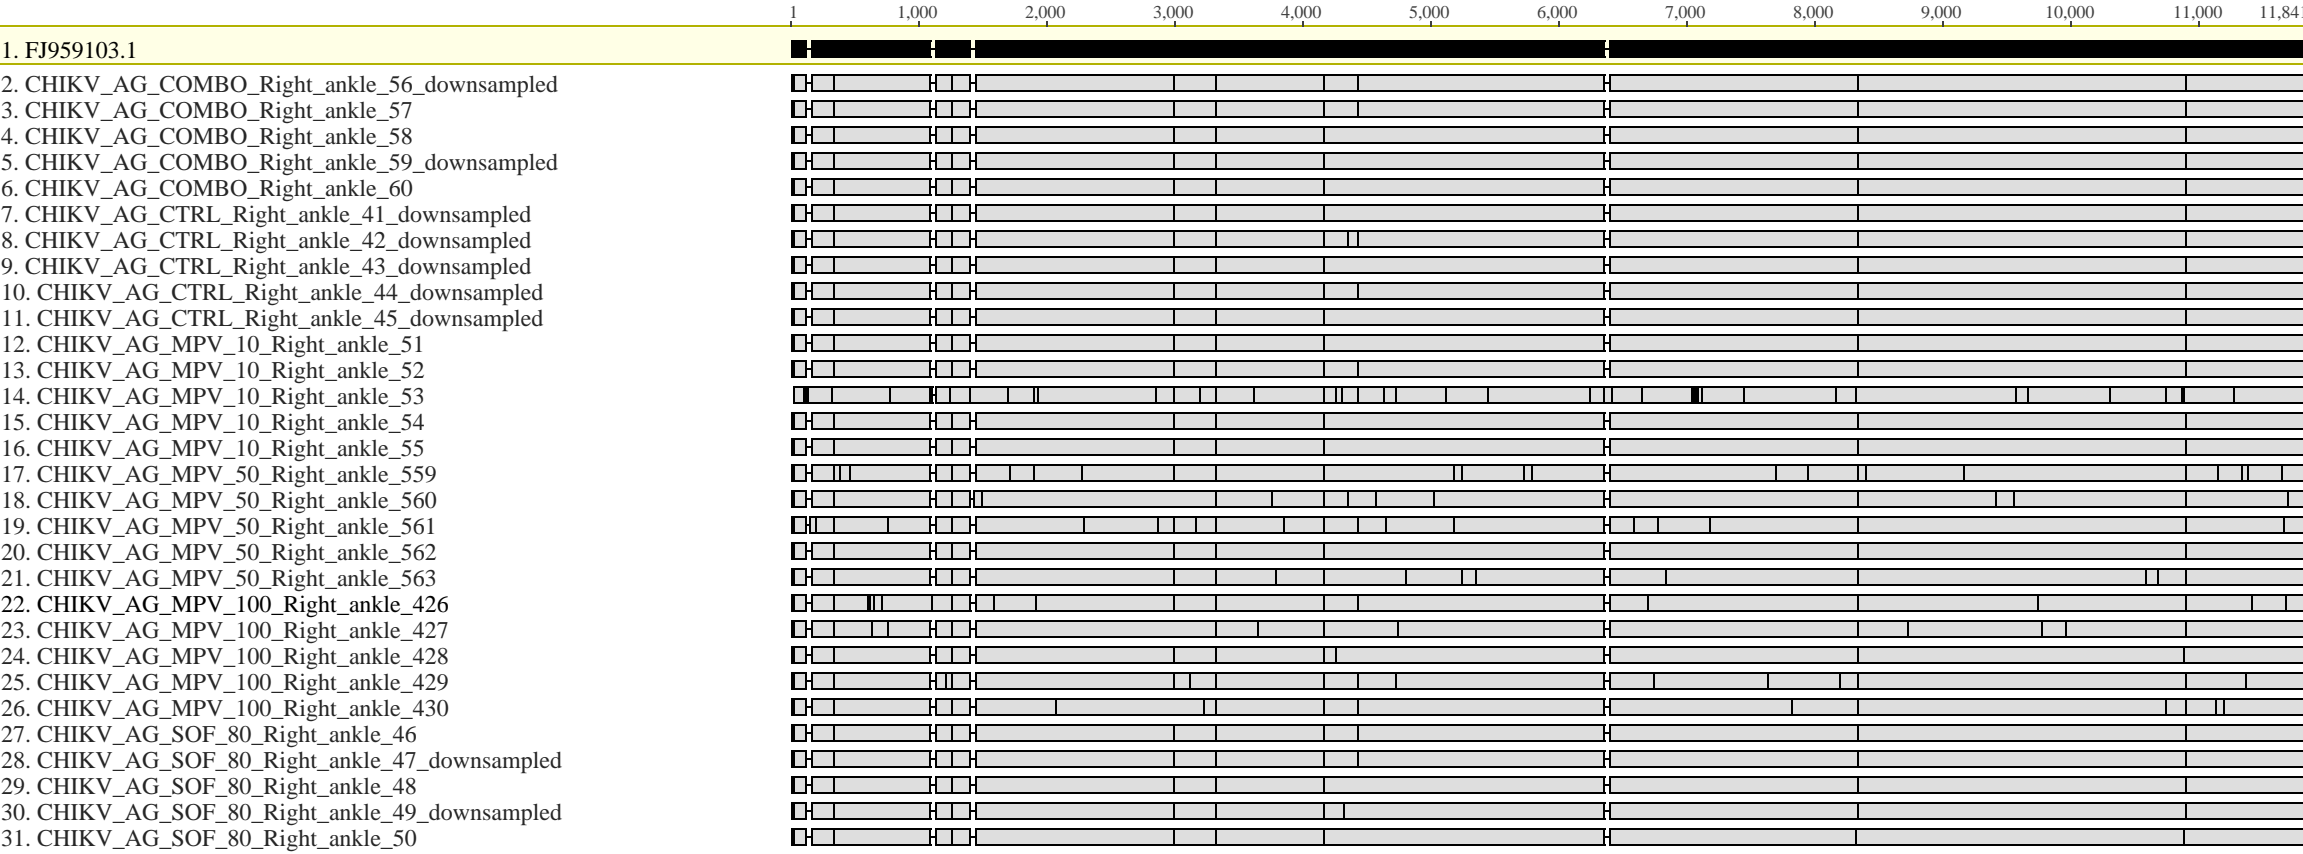 1 1,000 2,000 3,000 4,000 5,000 6,000 7,000 8,000 9,000 10,000 11,000 11,841
1. FJ959103.1
2. CHIKV_AG_COMBO_Right_ankle_56_downsampled
3. CHIKV_AG_COMBO_Right_ankle_57
4. CHIKV_AG_COMBO_Right_ankle_58
5. CHIKV_AG_COMBO_Right_ankle_59_downsampled
6. CHIKV_AG_COMBO_Right_ankle_60
7. CHIKV_AG_CTRL_Right_ankle_41_downsampled
8. CHIKV_AG_CTRL_Right_ankle_42_downsampled
9. CHIKV_AG_CTRL_Right_ankle_43_downsampled
10. CHIKV_AG_CTRL_Right_ankle_44_downsampled
11. CHIKV_AG_CTRL_Right_ankle_45_downsampled
12. CHIKV_AG_MPV_10_Right_ankle_51
13. CHIKV_AG_MPV_10_Right_ankle_52
14. CHIKV_AG_MPV_10_Right_ankle_53
15. CHIKV_AG_MPV_10_Right_ankle_54
16. CHIKV_AG_MPV_10_Right_ankle_55
17. CHIKV_AG_MPV_50_Right_ankle_559
18. CHIKV_AG_MPV_50_Right_ankle_560
19. CHIKV_AG_MPV_50_Right_ankle_561
20. CHIKV_AG_MPV_50_Right_ankle_562
21. CHIKV_AG_MPV_50_Right_ankle_563
22. CHIKV_AG_MPV_100_Right_ankle_426
23. CHIKV_AG_MPV_100_Right_ankle_427
24. CHIKV_AG_MPV_100_Right_ankle_428
25. CHIKV_AG_MPV_100_Right_ankle_429
26. CHIKV_AG_MPV_100_Right_ankle_430
27. CHIKV_AG_SOF_80_Right_ankle_46
28. CHIKV_AG_SOF_80_Right_ankle_47_downsampled
29. CHIKV_AG_SOF_80_Right_ankle_48
30. CHIKV_AG_SOF_80_Right_ankle_49_downsampled
31. CHIKV_AG_SOF_80_Right_ankle_50